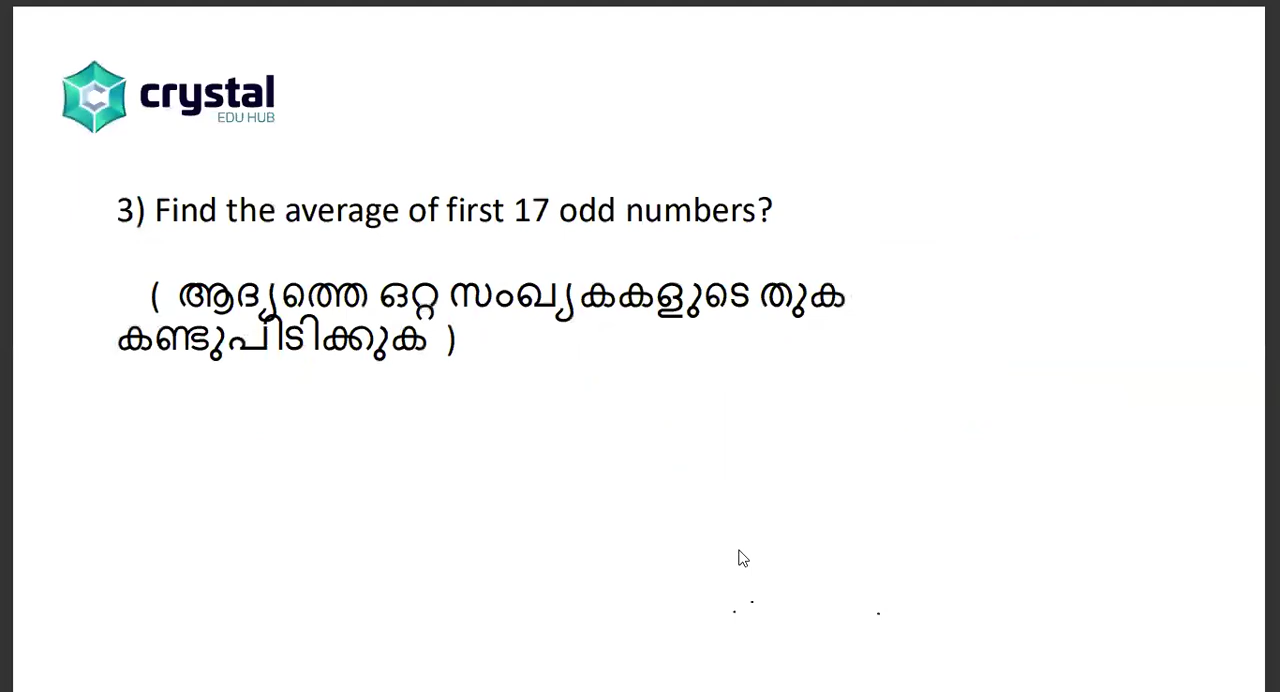 crystal
EDU HUB
3) Find the average of first 17 odd numbers?
( ആദ്യത്തെ ഒറ്റ സംഖ്യകകളുടെ തുക
കണ്ടുപിടിക്കുക )